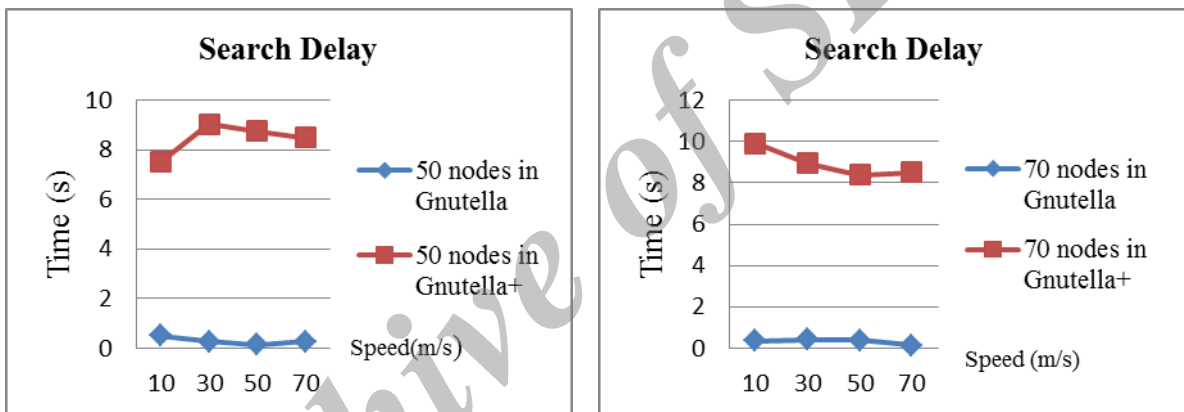 Search Delay
Time (s)
10
8
6
4
2
0
10 30 50 70
Speed(m/s)
50 nodes in
Gnutella
50 nodes in
Gnutella+
Search Delay
Time (s)
12
10
8
6
4
2
0
10 30 50 70
Speed (m/s)
70 nodes in
Gnutella
70 nodes in
Gnutella+
hive of S